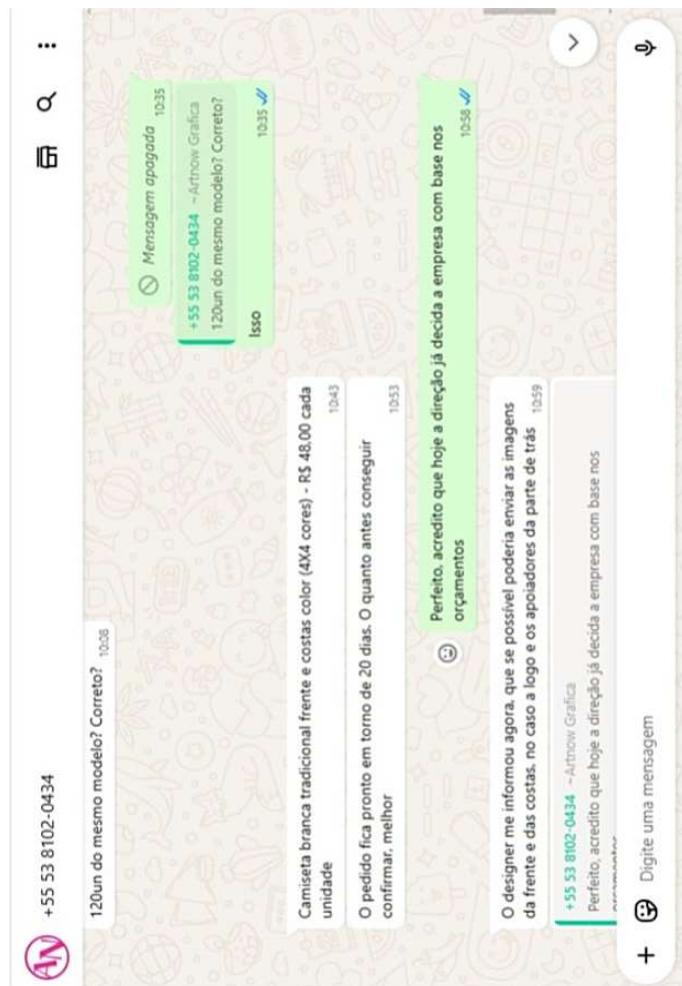 AN
+55 53 8102-0434
120un do mesmo modelo? Correto? 10:08
Mensagem apagada 10:35
+55 53 8102-0434 ~Artnow Grafica
120un do mesmo modelo? Correto?
Isso 10:35
Camiseta branca tradicional frente e costas color (4X4 cores) - R$ 48,00 cada
unidade 10:43
O pedido fica pronto em torno de 20 dias. O quanto antes conseguir
confirmar, melhor 10:53
Perfeito, acredito que hoje a direção já decida a empresa com base nos
orçamentos 10:58
O designer me informou agora, que se possível poderia enviar as imagens
da frente e das costas, no caso a logo e os apoiadores da parte de trás 10:59
+55 53 8102-0434 ~Artnow Grafica
Perfeito, acredito que hoje a direção já decida a empresa com base nos
Digite uma mensagem